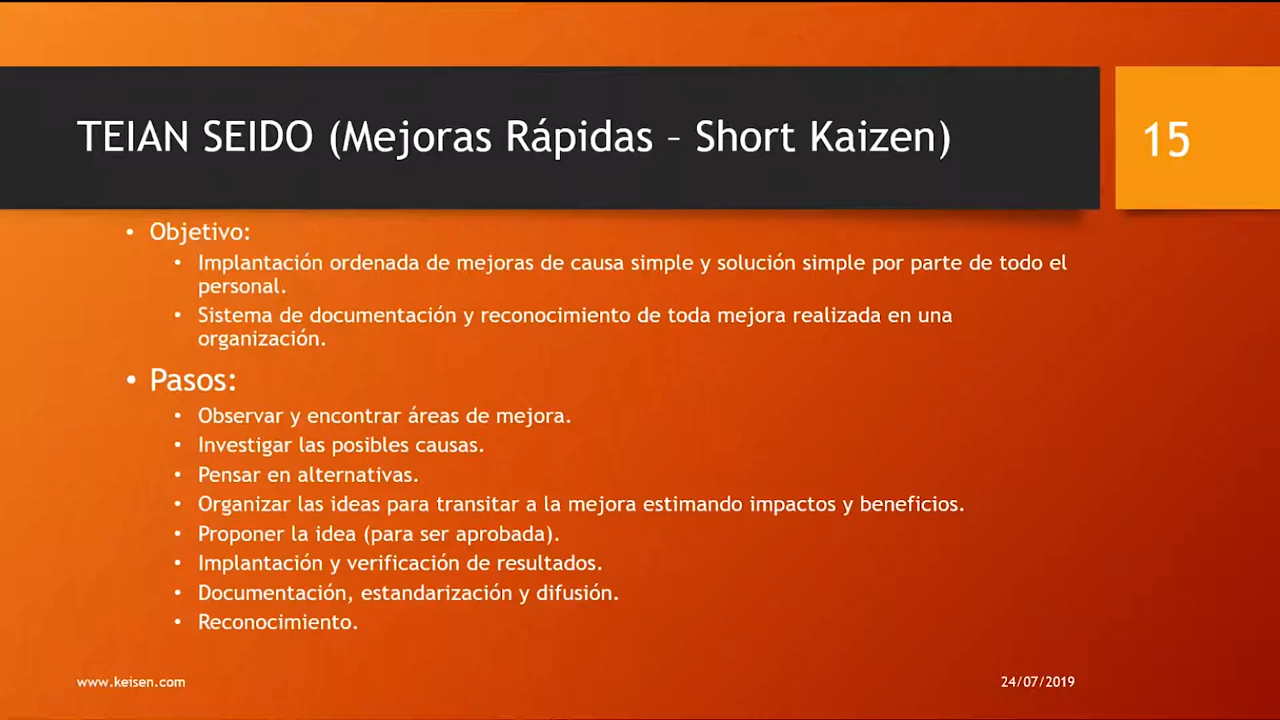 TEIAN SEIDO (Mejoras Rápidas – Short Kaizen)
15
• Objetivo:
• Implantación ordenada de mejoras de causa simple y solución simple por parte de todo el
personal.
• Sistema de documentación y reconocimiento de toda mejora realizada en una
organización.
• Pasos:
• Observar y encontrar áreas de mejora.
• Investigar las posibles causas.
• Pensar en alternativas.
• Organizar las ideas para transitar a la mejora estimando impactos y beneficios.
• Proponer la idea (para ser aprobada).
• Implantación y verificación de resultados.
• Documentación, estandarización y difusión.
• Reconocimiento.
www.keisen.com
24/07/2019